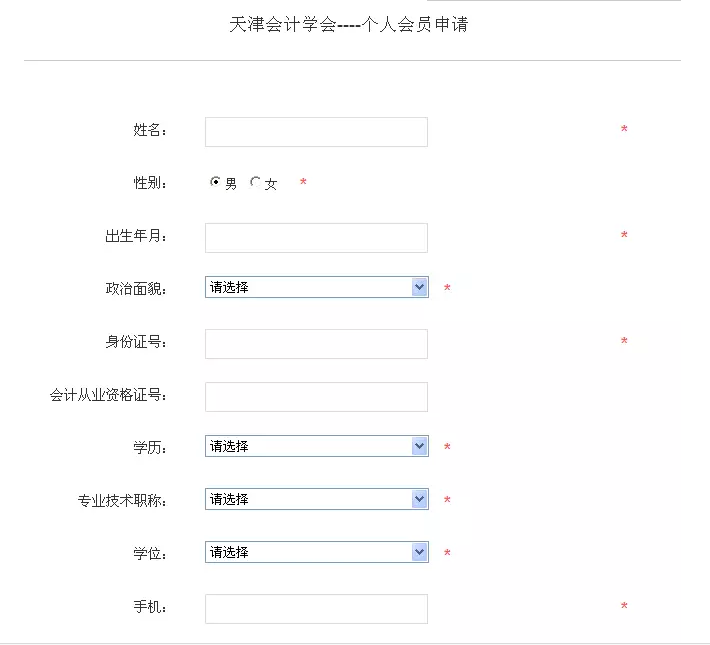 天津会计学会----个人会员申请
姓名： *
性别： 男 女 *
出生年月： *
政治面貌： 请选择 *
身份证号： *
会计从业资格证号：
学历： 请选择 *
专业技术职称： 请选择 *
学位： 请选择 *
手机： *